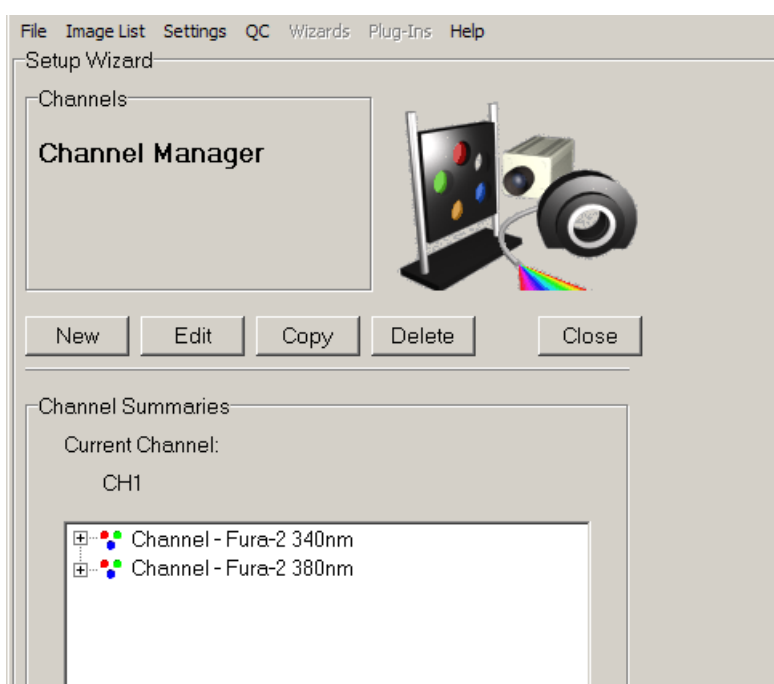 File Image List Settings QC Wizards Plug-Ins Help
Setup Wizard
Channels
Channel Manager
New Edit Copy Delete Close
Channel Summaries
Current Channel:
CH1
Channel - Fura-2 340nm
Channel - Fura-2 380nm